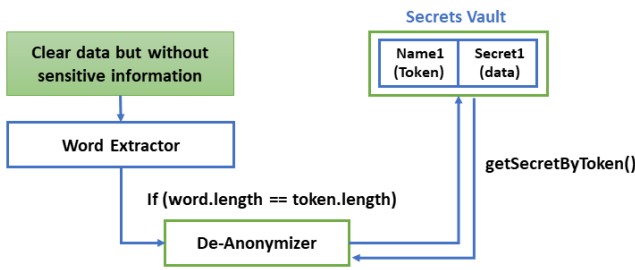 Secrets Vault
Clear data but without
sensitive information
Name1
(Token)
Secret1
(data)
Word Extractor
getSecretByToken()
If (word.length == token.length)
De-Anonymizer